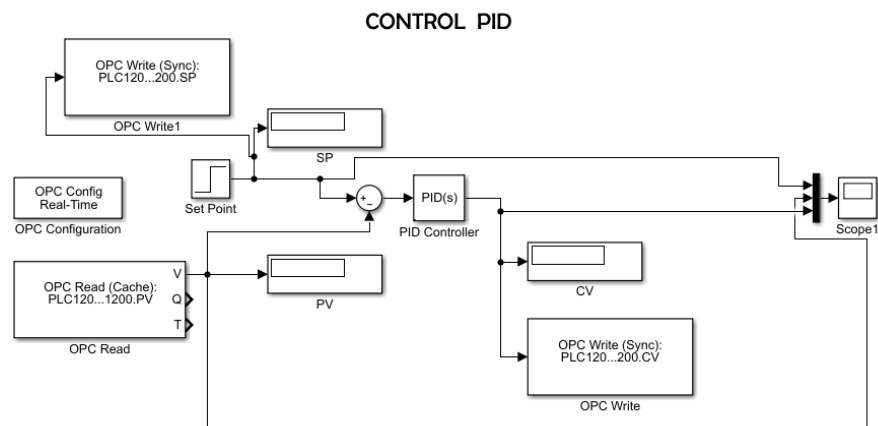 CONTROL PID
OPC Write (Sync):
PLC120...200.SP
OPC Write1
SP
Set Point
OPC Config
Real-Time
OPC Configuration
+
−
PID(s)
PID Controller
Scope1
OPC Read (Cache):
PLC120...1200.PV
V
Q
T
OPC Read
PV
CV
OPC Write (Sync):
PLC120...200.CV
OPC Write